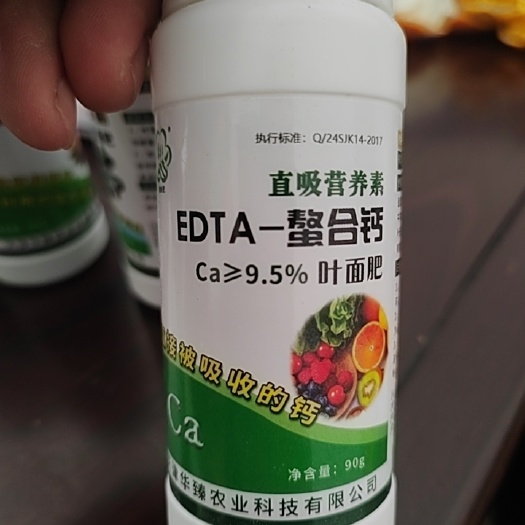 执行标准：Q/24SJK14-2017
直吸营养素
EDTA-螯合钙
Ca≥9.5% 叶面肥
接被吸收的钙
Ca
净含量：90g
华臻农业科技有限公司